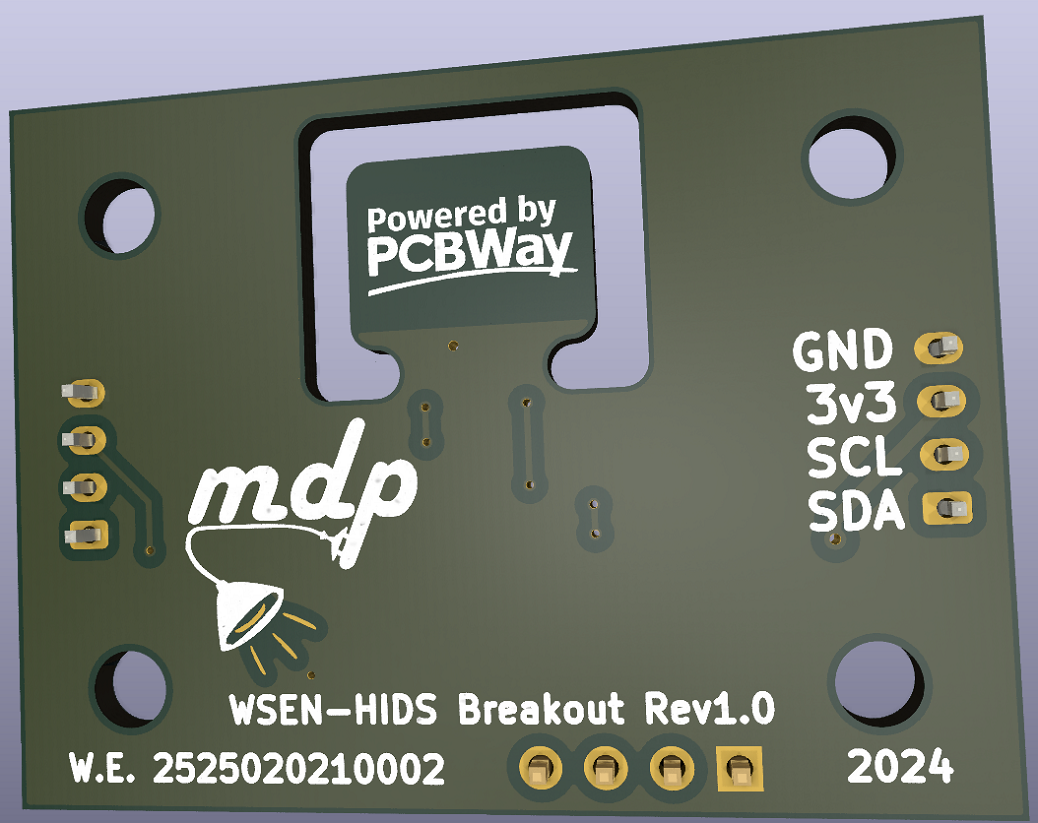 Powered by
PCBWay
GND
3v3
SCL
SDA
mdp
WSEN-HIDS Breakout Rev1.0
W.E. 2525020210002
2024